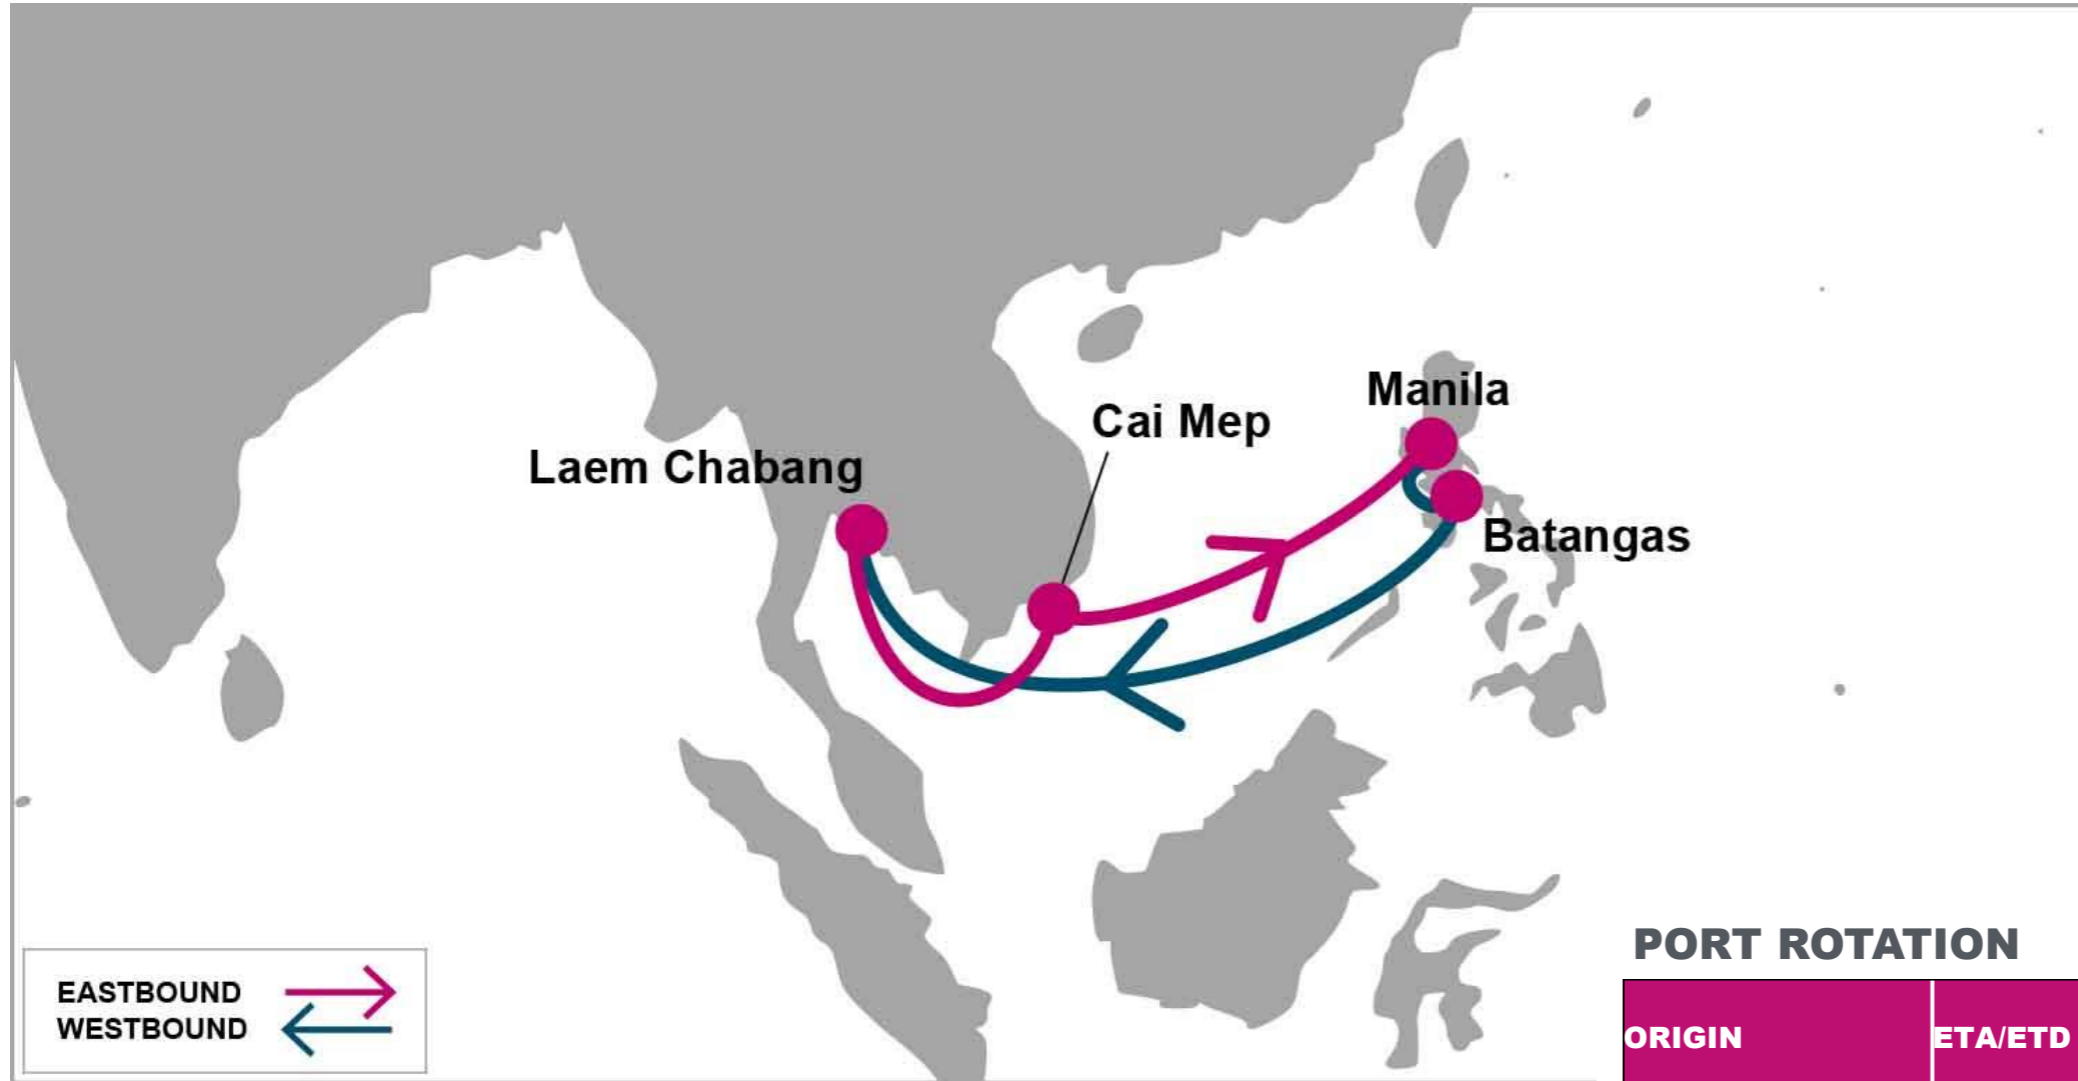 Manila
Cai Mep
Laem Chabang
Batangas
EASTBOUND
WESTBOUND
PORT ROTATION
ORIGIN
ETA/ETD